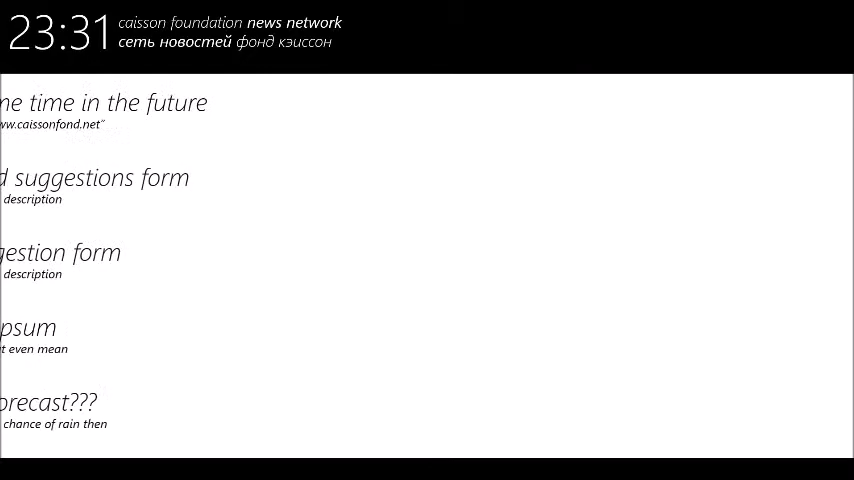 23:31
caisson foundation news network
сеть новостей фонд кэиссон
me time in the future
ww.caissonfond.net"
d suggestions form
description
gestion form
description
psum
t even mean
orecast???
chance of rain then